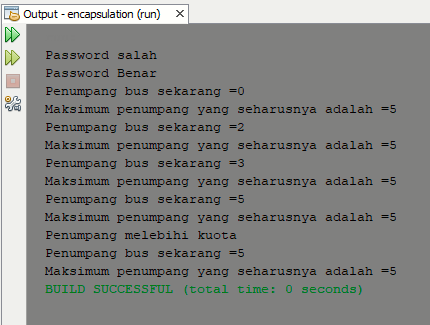 Output - encapsulation (run)
Password salah
Password Benar
Penumpang bus sekarang =0
Maksimum penumpang yang seharusnya adalah =5
Penumpang bus sekarang =2
Maksimum penumpang yang seharusnya adalah =5
Penumpang bus sekarang =3
Maksimum penumpang yang seharusnya adalah =5
Penumpang bus sekarang =5
Maksimum penumpang yang seharusnya adalah =5
Penumpang melebihi kuota
Penumpang bus sekarang =5
Maksimum penumpang yang seharusnya adalah =5
BUILD SUCCESSFUL (total time: 0 seconds)